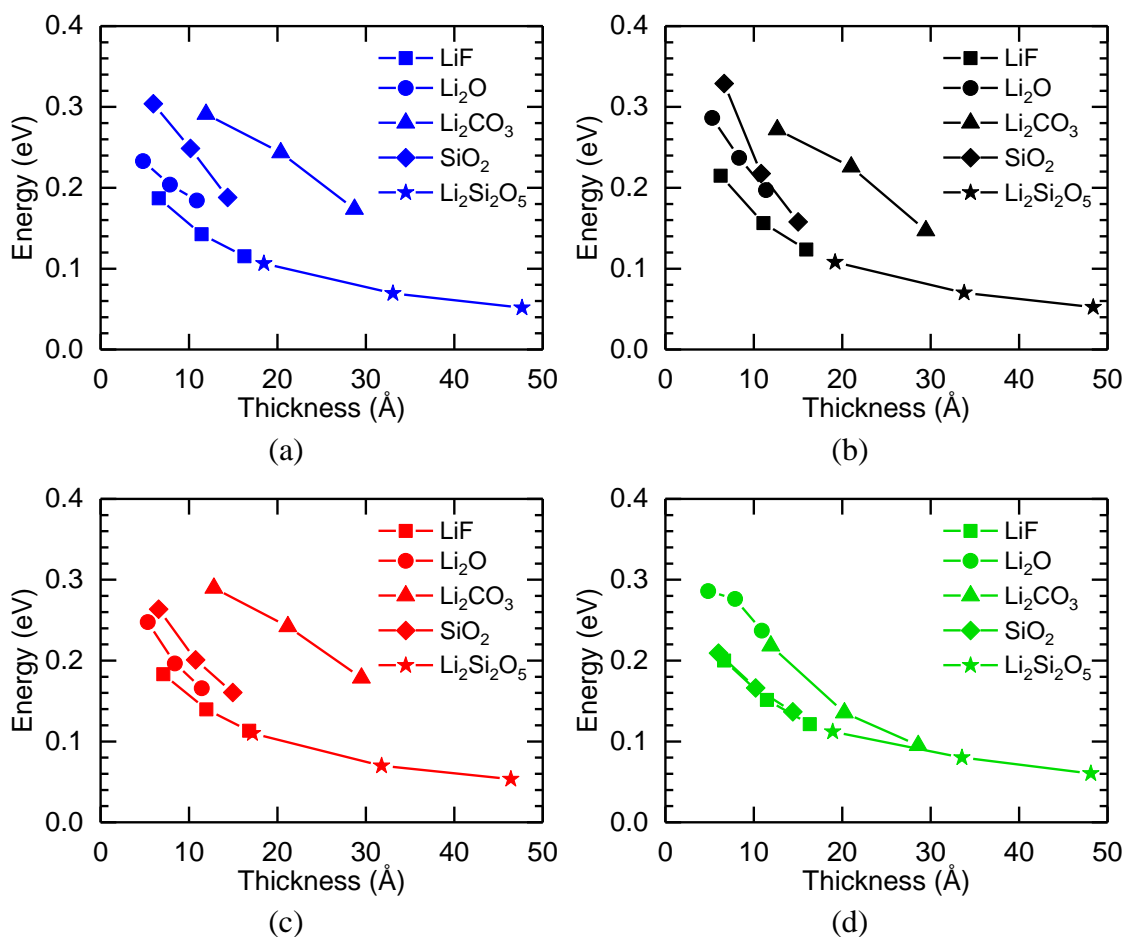 0.4
0.3
0.2
0.1
0.0
Energy (eV)
LiF
Li₂O
Li₂CO₃
SiO₂
Li₂Si₂O₅
0 10 20 30 40 50
Thickness (Å)
(a)
0.4
0.3
0.2
0.1
0.0
Energy (eV)
LiF
Li₂O
Li₂CO₃
SiO₂
Li₂Si₂O₅
0 10 20 30 40 50
Thickness (Å)
(b)
0.4
0.3
0.2
0.1
0.0
Energy (eV)
LiF
Li₂O
Li₂CO₃
SiO₂
Li₂Si₂O₅
0 10 20 30 40 50
Thickness (Å)
(c)
0.4
0.3
0.2
0.1
0.0
Energy (eV)
LiF
Li₂O
Li₂CO₃
SiO₂
Li₂Si₂O₅
0 10 20 30 40 50
Thickness (Å)
(d)